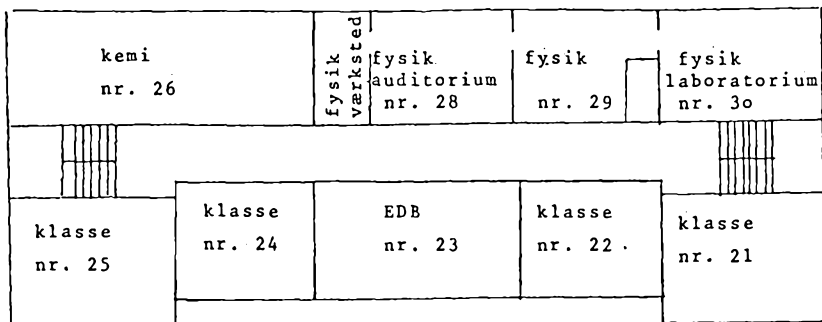 kemi
nr. 26
fysik
værksted
fysik
auditorium
nr. 28
fysik
nr. 29
fysik
laboratorium
nr. 3o
klasse
nr. 25
klasse
nr. 24
EDB
nr. 23
klasse
nr. 22.
klasse
nr. 21